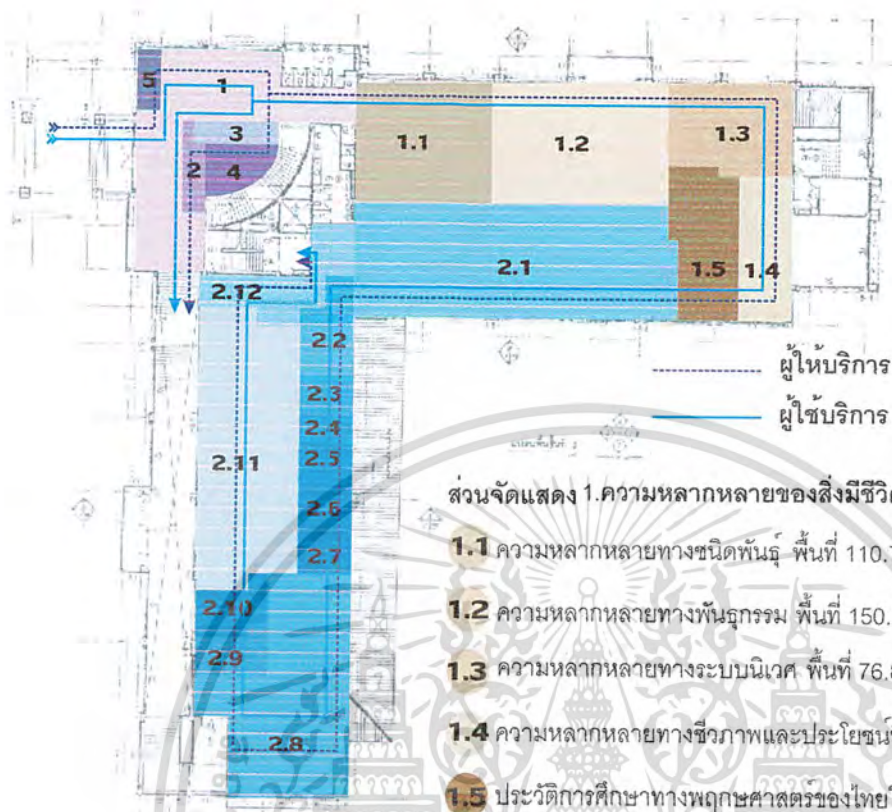 5
1
3
2
4
1.1
1.2
1.3
2.1
1.5
1.4
2.12
2.2
2.3
2.4
2.11
2.5
2.6
2.7
2.10
2.9
2.8
ผู้ให้บริการ
ผู้ใช้บริการ
ส่วนจัดแสดง 1.ความหลากหลายของสิ่งมีชีวิ
1.1 ความหลากหลายทางชนิดพันธุ์ พื้นที่ 110.
1.2 ความหลากหลายทางพันธุกรรม พื้นที่ 150.
1.3 ความหลากหลายทางระบบนิเวศ พื้นที่ 76.
1.4 ความหลากหลายทางชีวภาพและประโยชน์
1.5 ประวัติการศึกษาทางพฤกษศาสตร์ของไทย